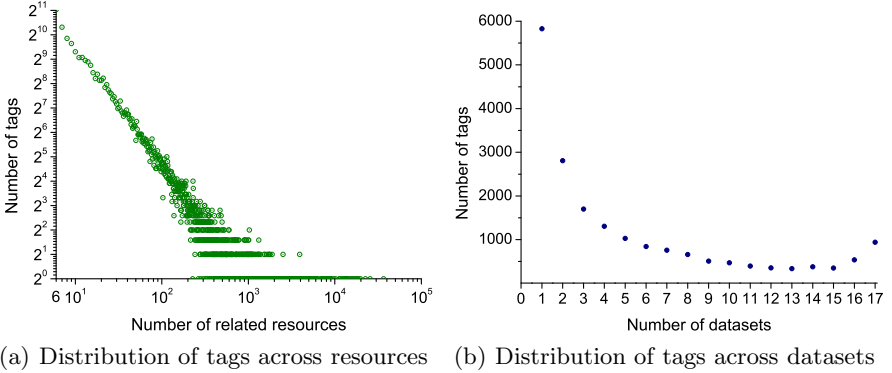 2^11
2^10
2^9
2^8
2^7
2^6
2^5
2^4
2^3
2^2
2^1
2^0
Number of tags
6 10^1 10^2 10^3 10^4 10^5
Number of related resources
(a) Distribution of tags across resources
6000
5000
4000
3000
2000
1000
Number of tags
0 1 2 3 4 5 6 7 8 9 10 11 12 13 14 15 16 17
Number of datasets
(b) Distribution of tags across datasets